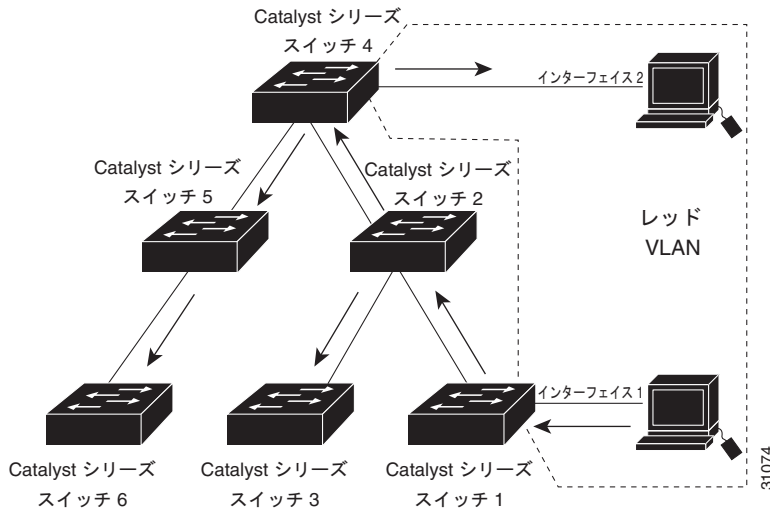 Catalyst シリーズ
スイッチ 4
インターフェイス 2
Catalyst シリーズ
スイッチ 5
Catalyst シリーズ
スイッチ 2
レッド
VLAN
インターフェイス 1
Catalyst シリーズ
スイッチ 6
Catalyst シリーズ
スイッチ 3
Catalyst シリーズ
スイッチ 1
31074